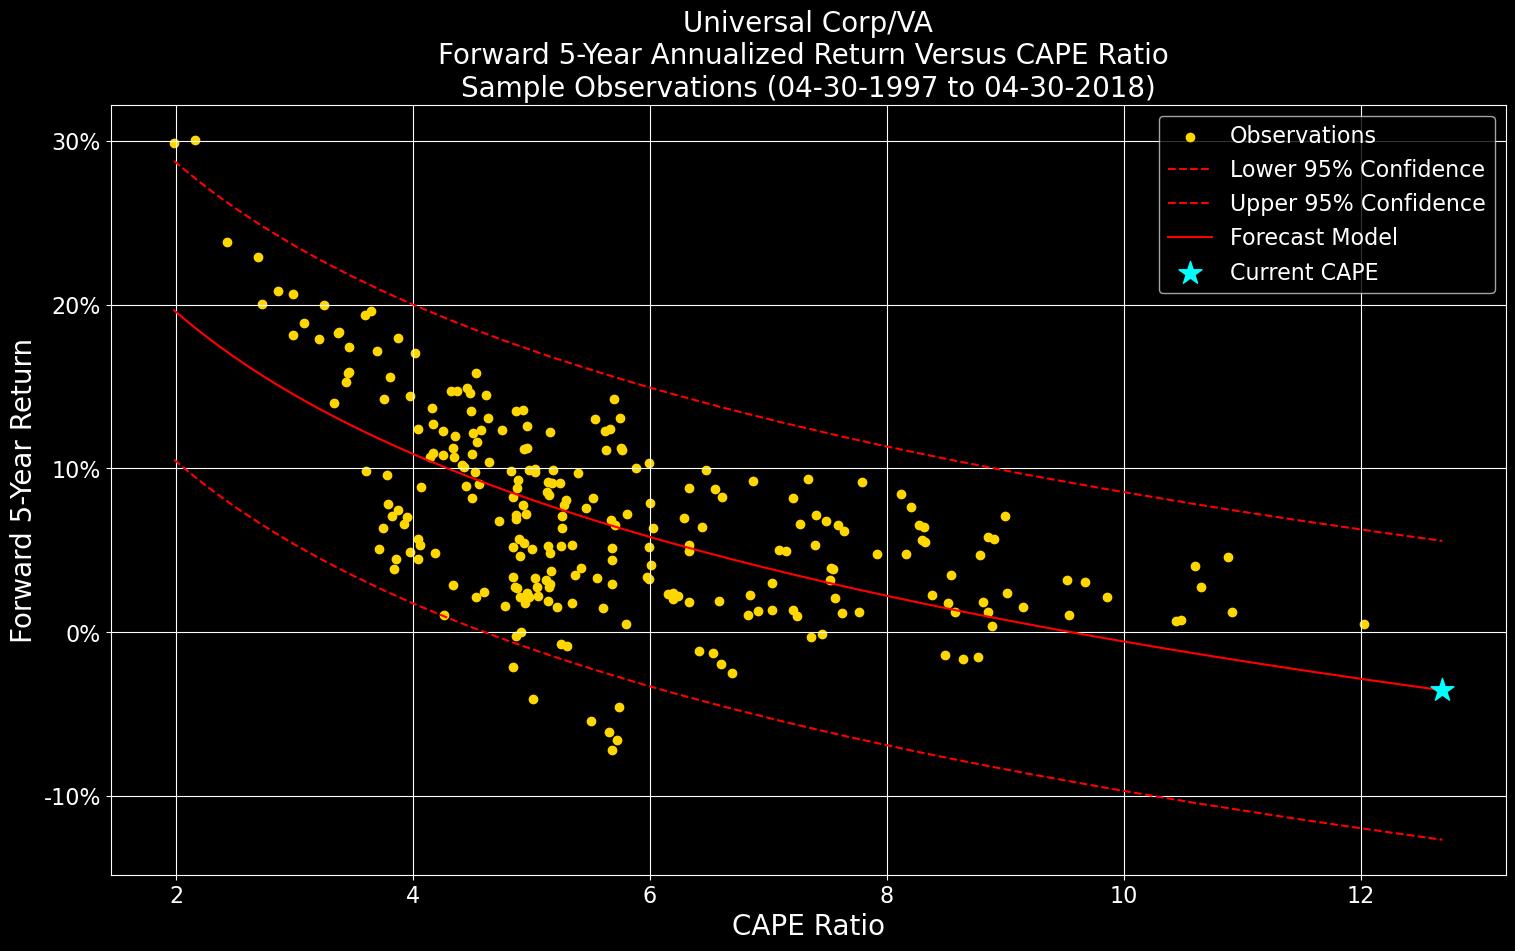 Universal Corp/VA
Forward 5-Year Annualized Return Versus CAPE Ratio
Sample Observations (04-30-1997 to 04-30-2018)
Observations
Lower 95% Confidence
Upper 95% Confidence
Forecast Model
Current CAPE
Forward 5-Year Return
30%
20%
10%
0%
-10%
2 4 6 8 10 12
CAPE Ratio